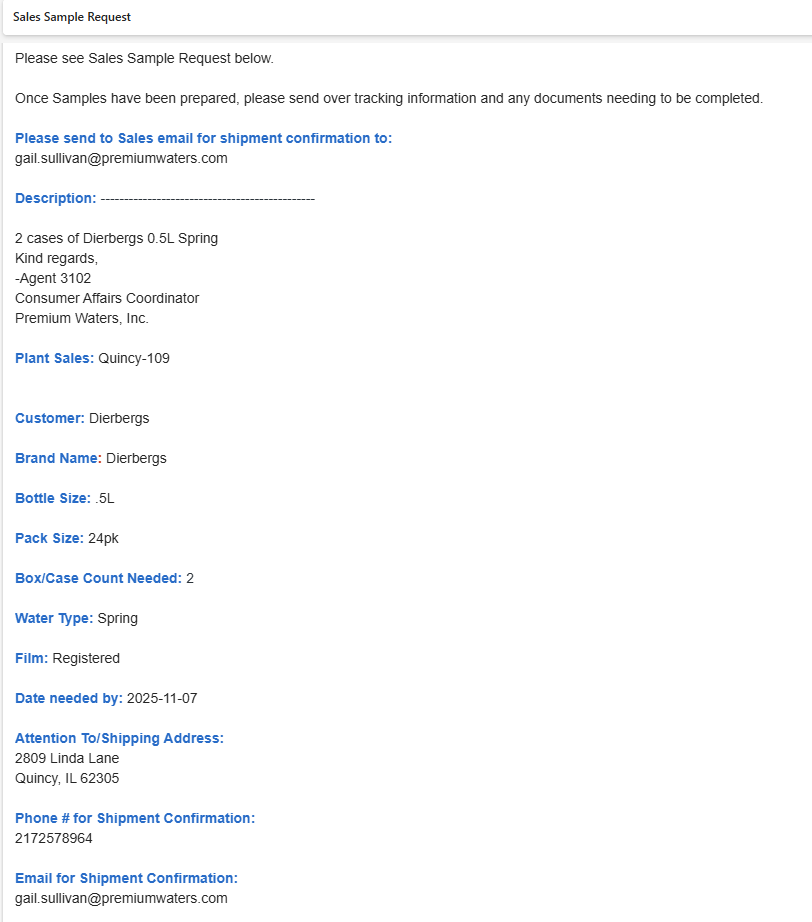 Sales Sample Request
Please see Sales Sample Request below.
Once Samples have been prepared, please send over tracking information and any documents needing to be completed.
Please send to Sales email for shipment confirmation to:
gail.sullivan@premiumwaters.com
Description: ----------------------------------------------
2 cases of Dierbergs 0.5L Spring
Kind regards,
-Agent 3102
Consumer Affairs Coordinator
Premium Waters, Inc.
Plant Sales: Quincy-109
Customer: Dierbergs
Brand Name: Dierbergs
Bottle Size: .5L
Pack Size: 24pk
Box/Case Count Needed: 2
Water Type: Spring
Film: Registered
Date needed by: 2025-11-07
Attention To/Shipping Address:
2809 Linda Lane
Quincy, IL 62305
Phone # for Shipment Confirmation:
2172578964
Email for Shipment Confirmation:
gail.sullivan@premiumwaters.com